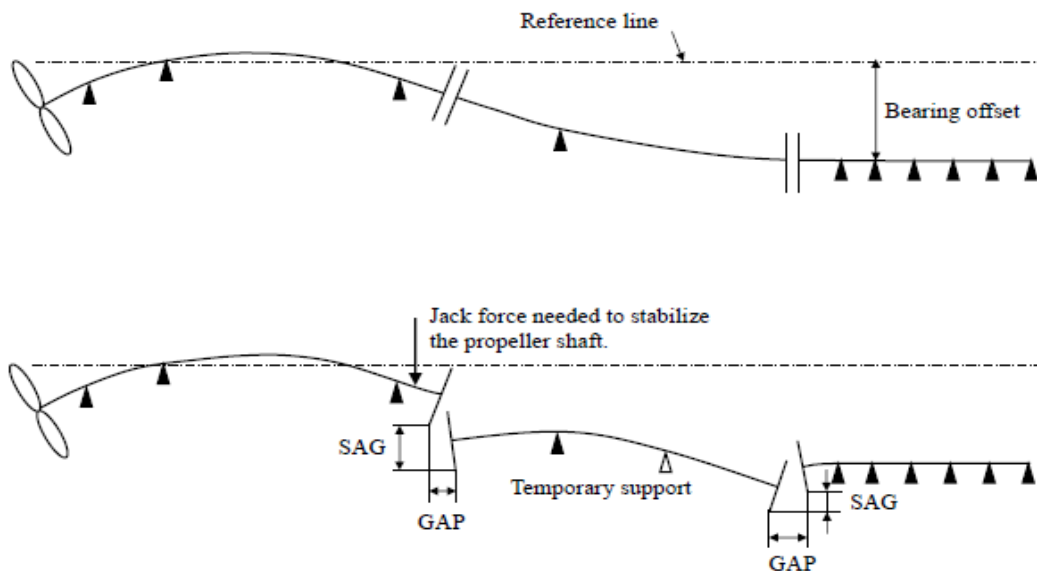 Reference line
Bearing offset
Jack force needed to stabilize
the propeller shaft.
SAG
GAP
Temporary support
SAG
GAP